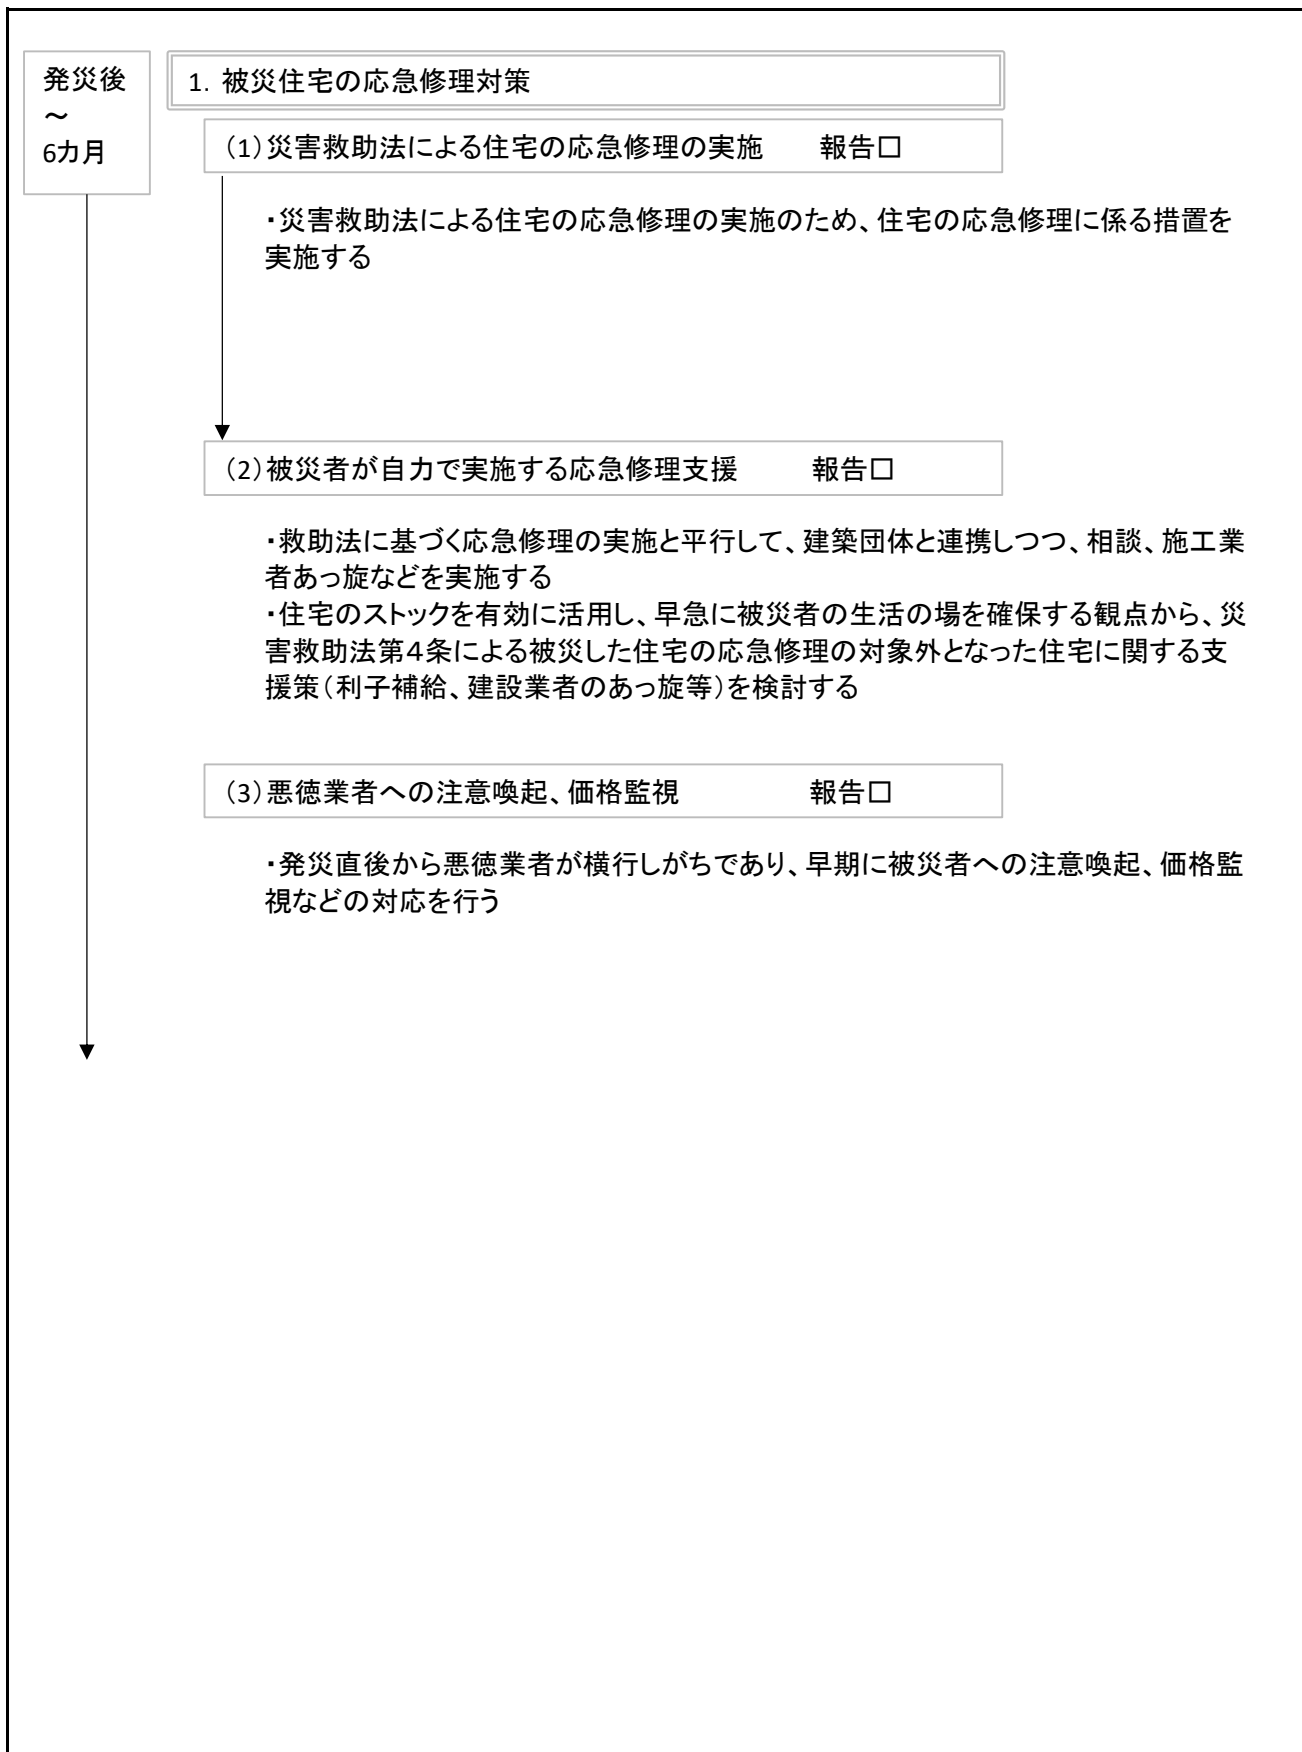 発災後
～
6カ月
1. 被災住宅の応急修理対策
（1）災害救助法による住宅の応急修理の実施　　報告□
・災害救助法による住宅の応急修理の実施のため、住宅の応急修理に係る措置を
実施する
（2）被災者が自力で実施する応急修理支援　　　報告□
・救助法に基づく応急修理の実施と平行して、建築団体と連携しつつ、相談、施工業
者あっ旋などを実施する
・住宅のストックを有効に活用し、早急に被災者の生活の場を確保する観点から、災
害救助法第４条による被災した住宅の応急修理の対象外となった住宅に関する支
援策（利子補給、建設業者のあっ旋等）を検討する
（3）悪徳業者への注意喚起、価格監視　　　　　報告□
・発災直後から悪徳業者が横行しがちであり、早期に被災者への注意喚起、価格監
視などの対応を行う